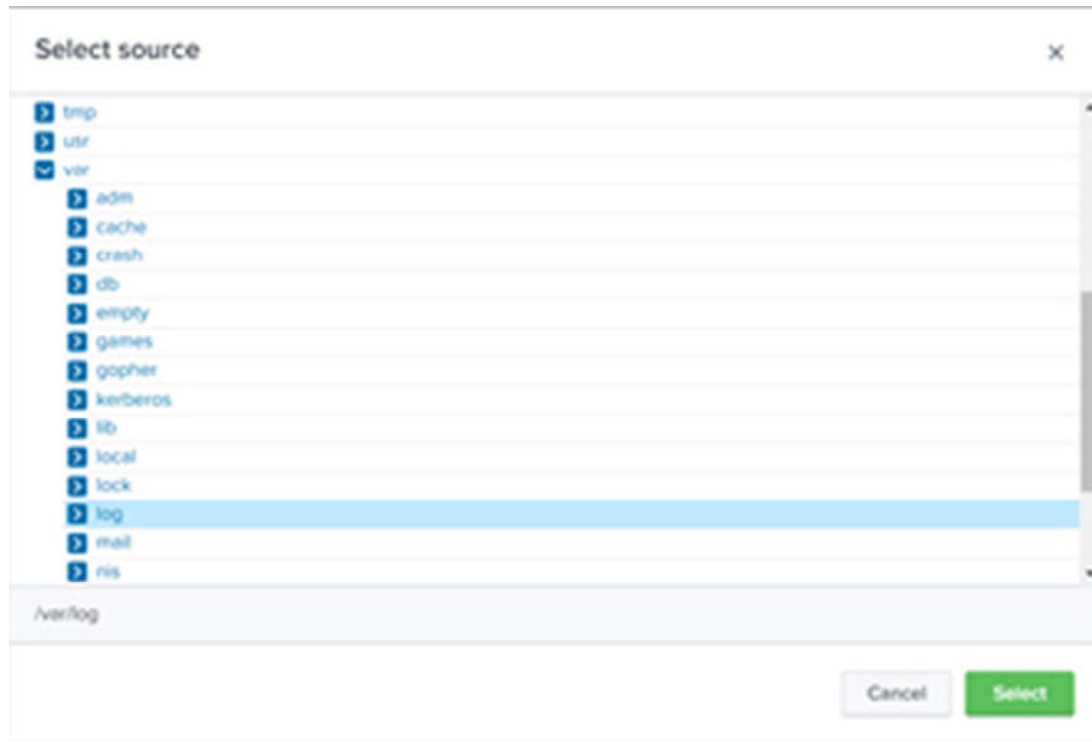 Select source
tmp
usr
var
adm
cache
crash
db
empty
games
gopher
kerberos
lib
local
lock
log
mail
nis
/var/log
Cancel
Select